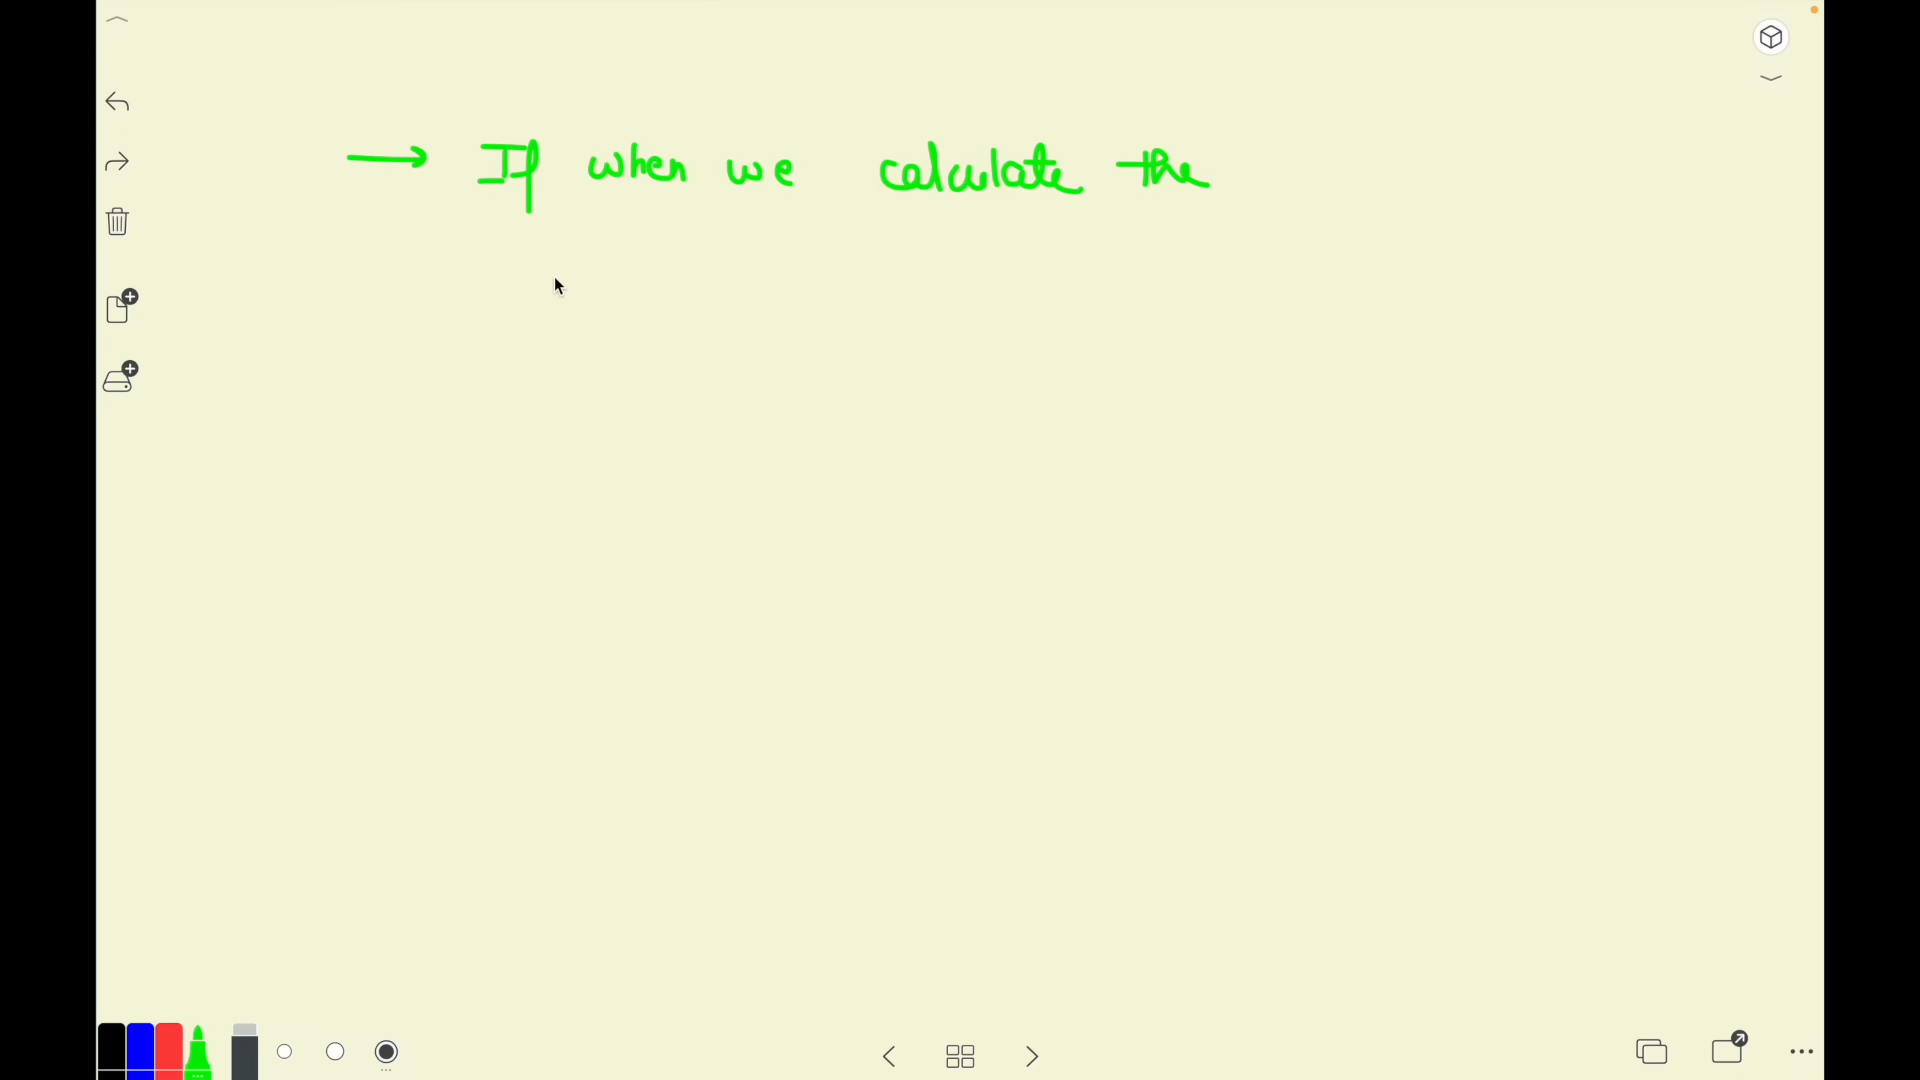 → If when we calculate the